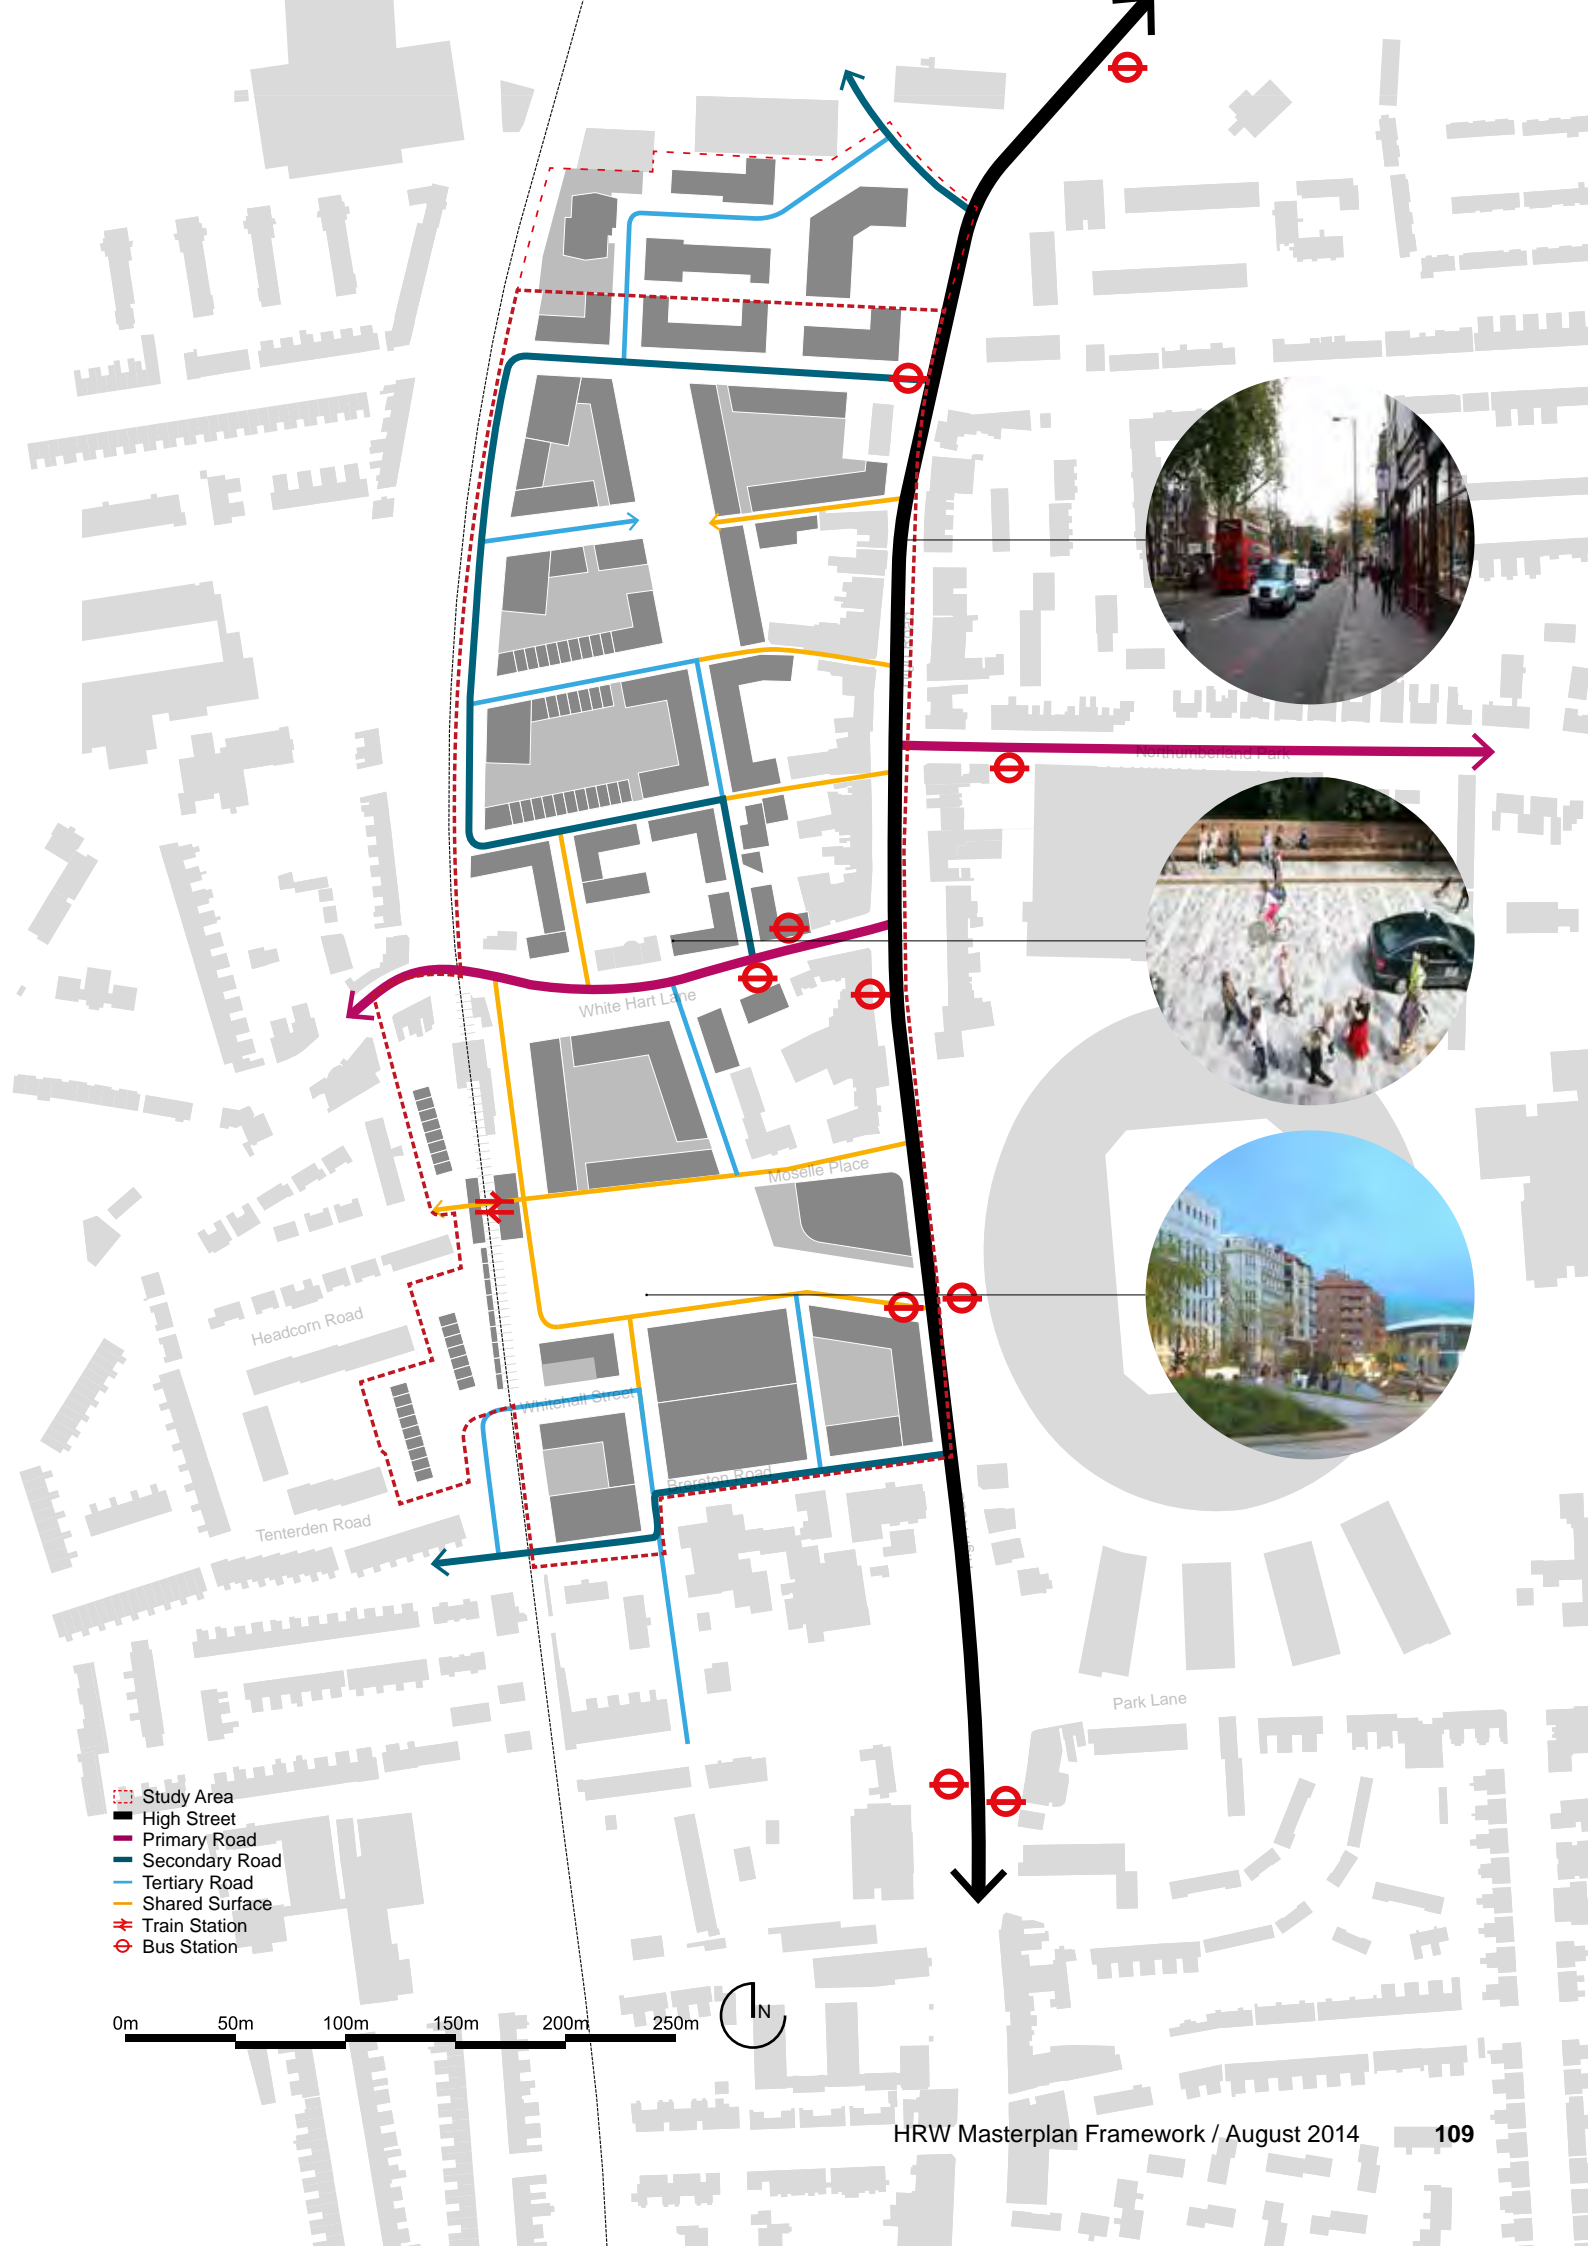 Northumberland Park
White Hart Lane
Moselle Place
Headcorn Road
Whitehall Street
Brereton Road
Tenterden Road
Park Lane
Study Area
High Street
Primary Road
Secondary Road
Tertiary Road
Shared Surface
Train Station
Bus Station
0m 50m 100m 150m 200m 250m
N
HRW Masterplan Framework / August 2014 109